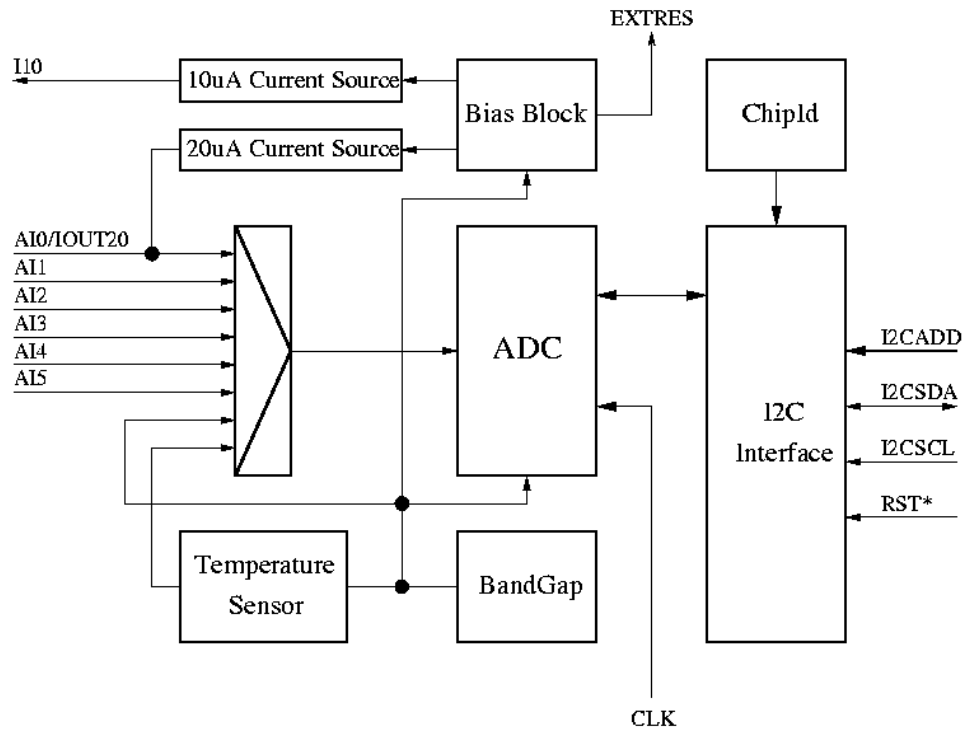 EXTRES
I10
10uA Current Source
Bias Block
ChipId
20uA Current Source
AI0/IOUT20
AI1
AI2
AI3
AI4
AI5
ADC
I2CADD
I2CSDA
I2C
Interface
I2CSCL
RST*
Temperature
Sensor
BandGap
CLK